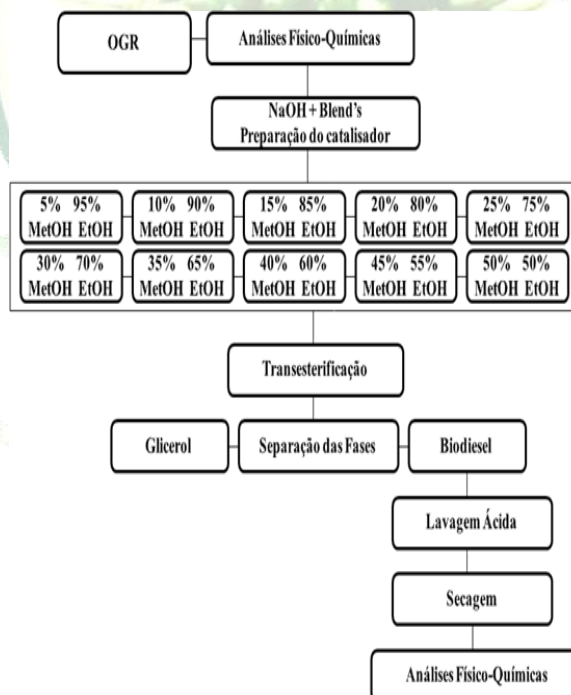 OGR
Análises Físico-Químicas
NaOH + Blend's
Preparação do catalisador
5% 95%
MetOH EtOH
10% 90%
MetOH EtOH
15% 85%
MetOH EtOH
20% 80%
MetOH EtOH
25% 75%
MetOH EtOH
30% 70%
MetOH EtOH
35% 65%
MetOH EtOH
40% 60%
MetOH EtOH
45% 55%
MetOH EtOH
50% 50%
MetOH EtOH
Transesterificação
Glicerol
Separação das Fases
Biodiesel
Lavagem Ácida
Secagem
Análises Físico-Químicas